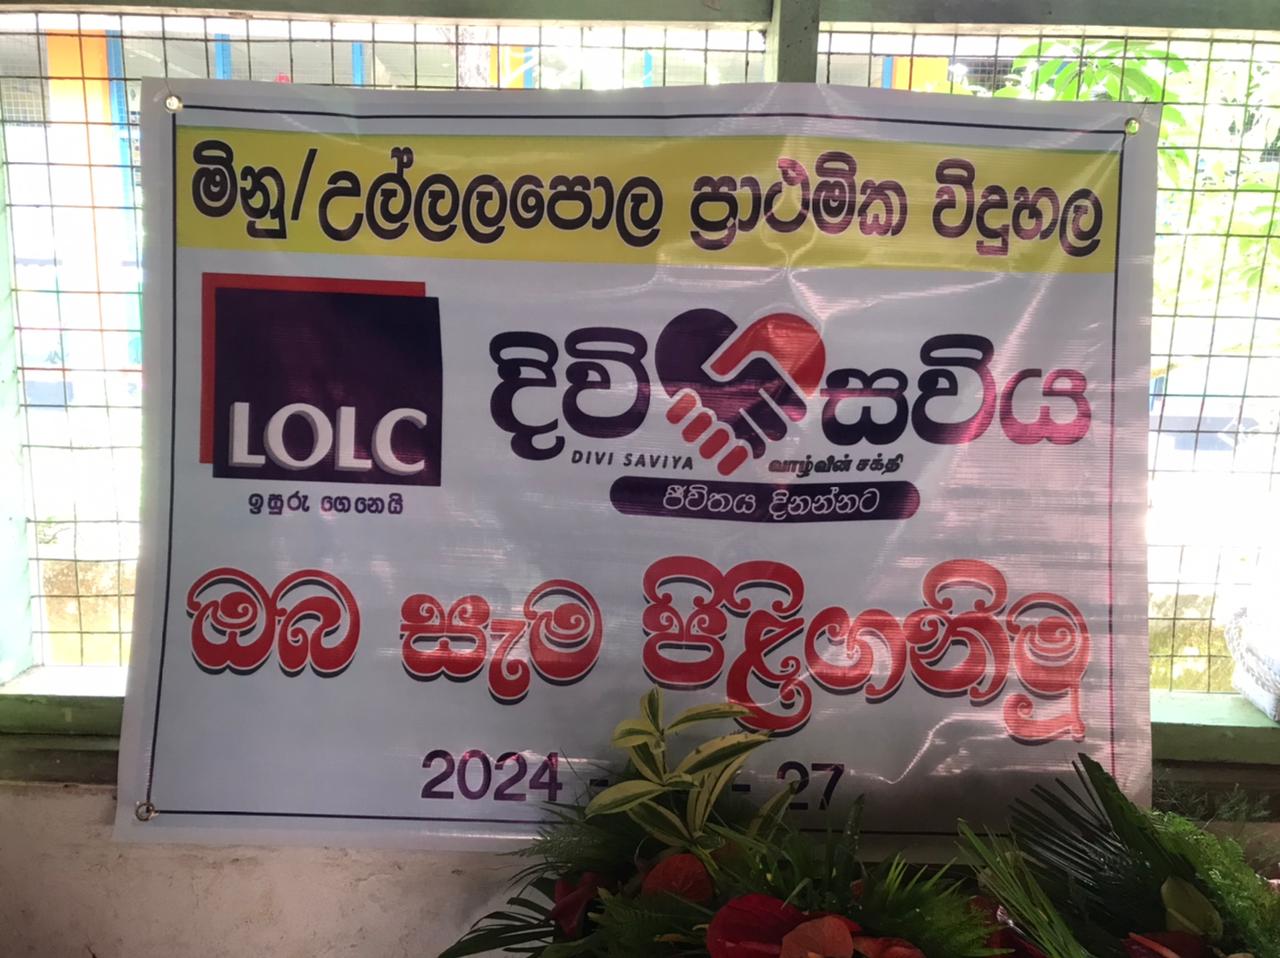 මිනු/උල්ලලපොල ප්‍රාථමික විදුහල
LOLC
ඉසුරු ගෙනෙයි
දිවි සවිය
DIVI SAVIYA வாழ்வின் சக்தி
ජීවිතය දිනන්නට
ඔබ සැම පිළිගනිමු
2024 - - 27